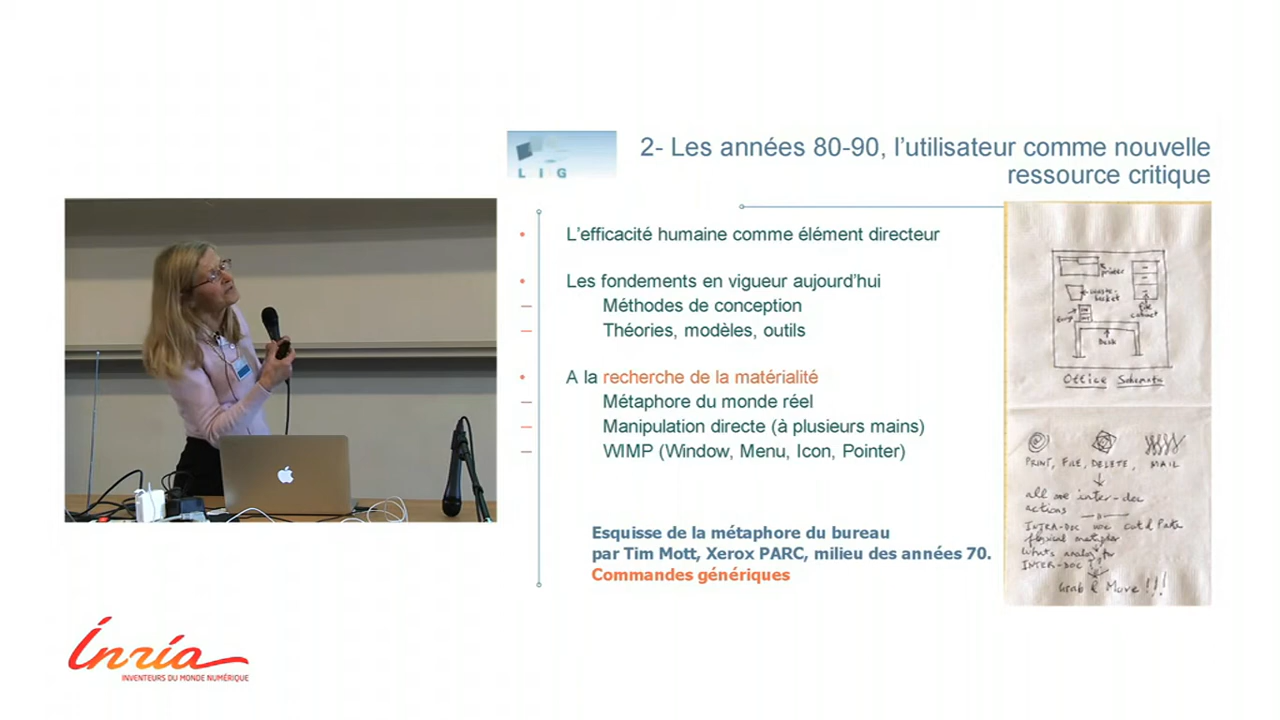 L I G
2- Les années 80-90, l’utilisateur comme nouvelle
ressource critique
L’efficacité humaine comme élément directeur
Les fondements en vigueur aujourd’hui
Méthodes de conception
Théories, modèles, outils
A la recherche de la matérialité
Métaphore du monde réel
Manipulation directe (à plusieurs mains)
WIMP (Window, Menu, Icon, Pointer)
Esquisse de la métaphore du bureau
par Tim Mott, Xerox PARC, milieu des années 70.
Commandes génériques
printer
waste-
basket
file
cabinet
Desk
Office Schematic
PRINT, FILE, DELETE, MAIL
all are inter-doc
actions
INTRA-DOC use cut & Paste
physical metaphor
What's analog for
INTER-DOC ?
Grab & Move !!!
inria
INVENTEURS DU MONDE NUMÉRIQUE